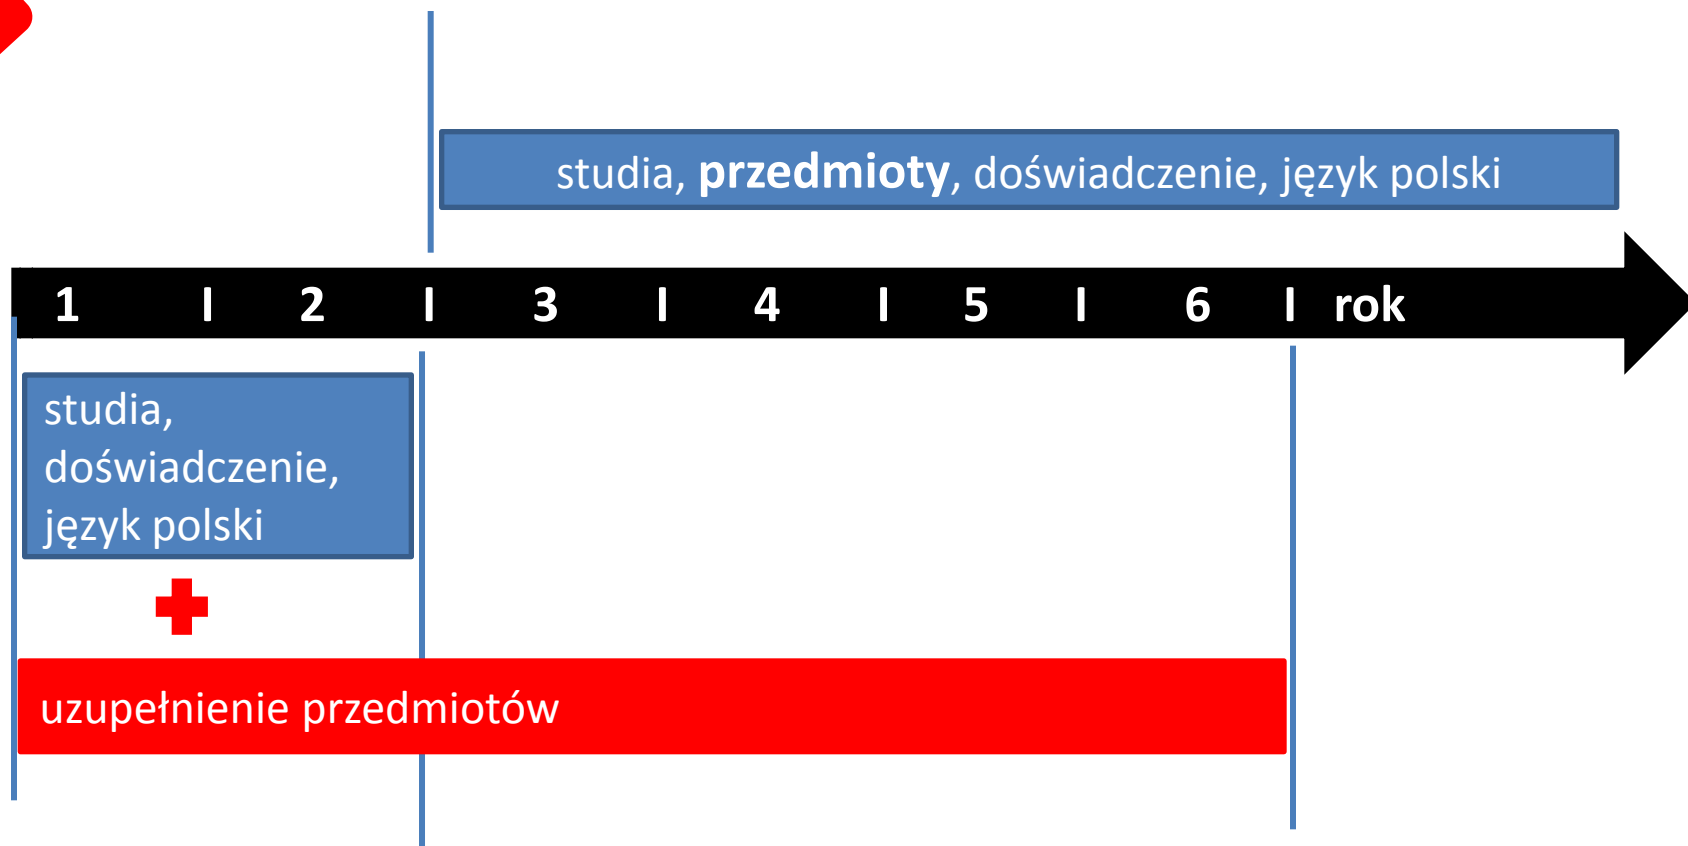 studia, przedmioty, doświadczenie, język polski
1 I 2 I 3 I 4 I 5 I 6 I rok
studia,
doświadczenie,
język polski
uzupełnienie przedmiotów